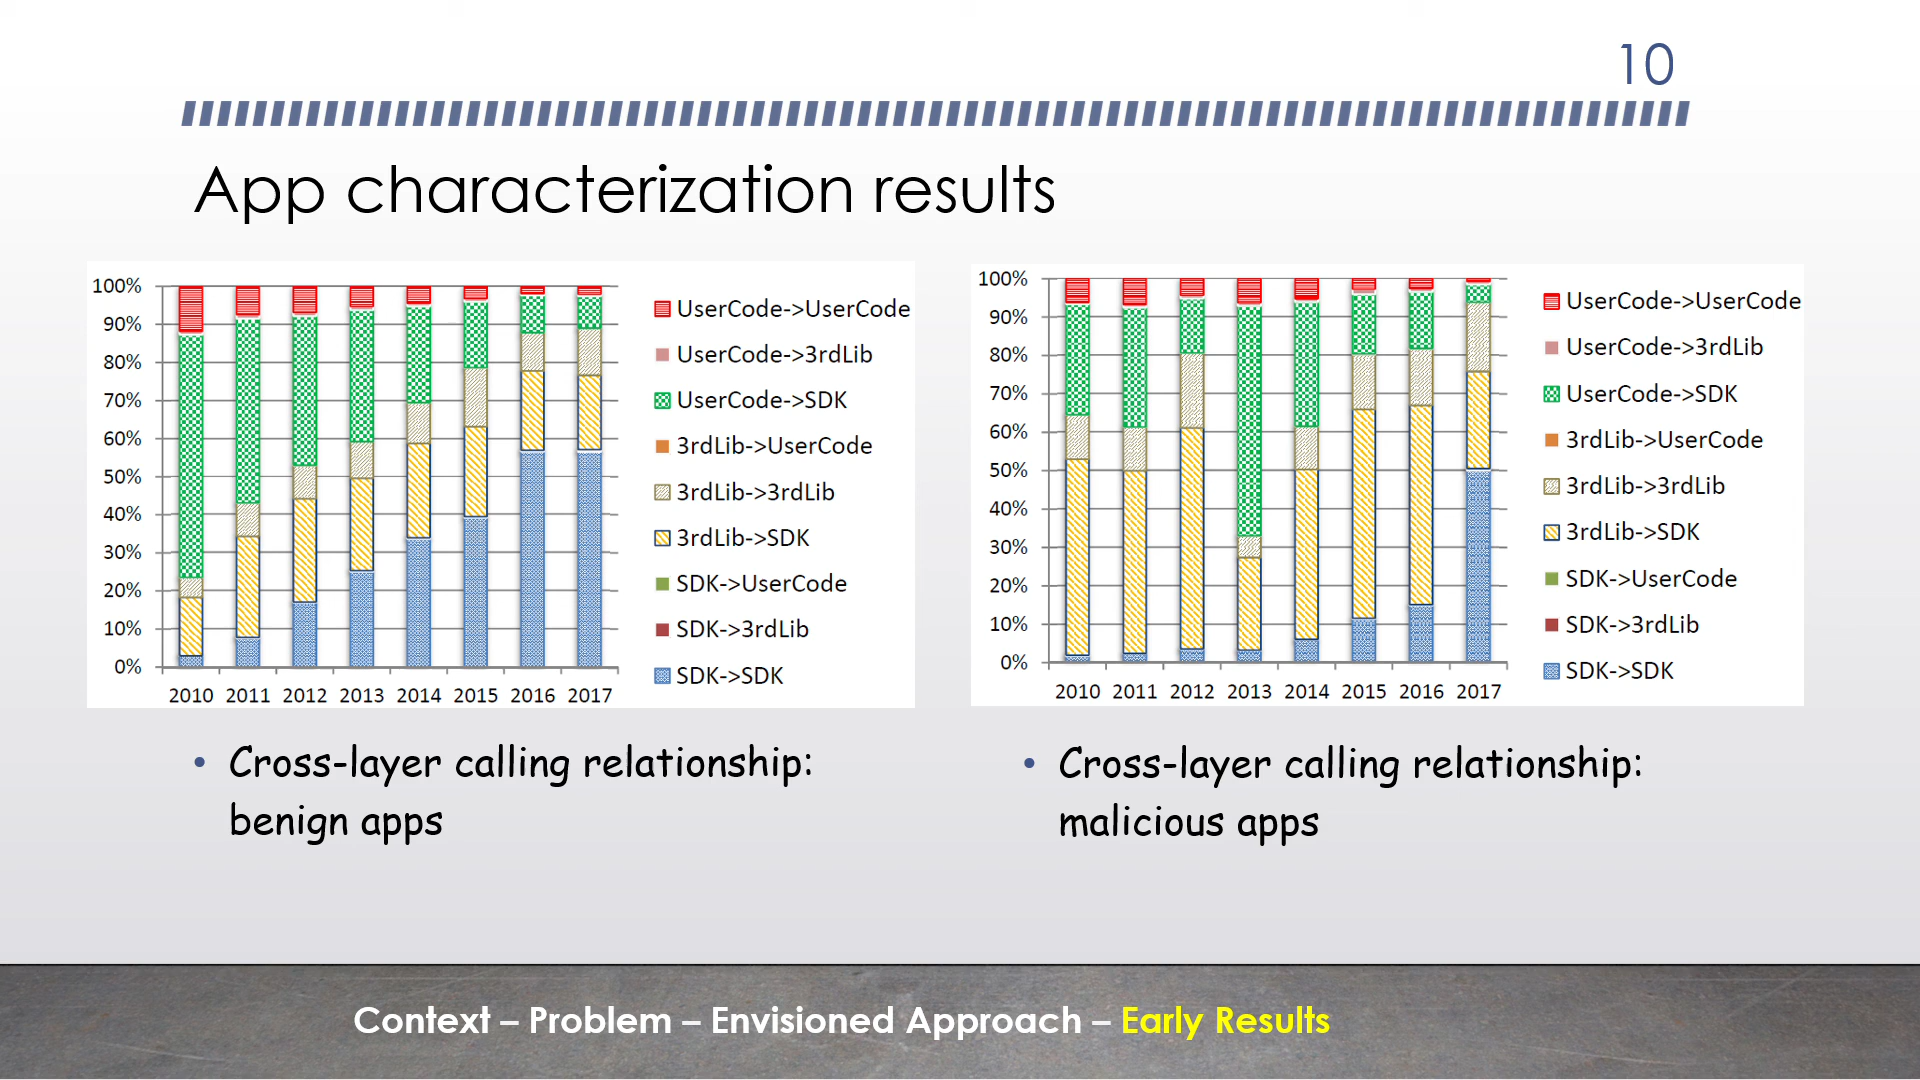 10
App characterization results
100%
90%
80%
70%
60%
50%
40%
30%
20%
10%
0%
2010 2011 2012 2013 2014 2015 2016 2017
UserCode->UserCode
UserCode->3rdLib
UserCode->SDK
3rdLib->UserCode
3rdLib->3rdLib
3rdLib->SDK
SDK->UserCode
SDK->3rdLib
SDK->SDK
• Cross-layer calling relationship:
benign apps
100%
90%
80%
70%
60%
50%
40%
30%
20%
10%
0%
2010 2011 2012 2013 2014 2015 2016 2017
UserCode->UserCode
UserCode->3rdLib
UserCode->SDK
3rdLib->UserCode
3rdLib->3rdLib
3rdLib->SDK
SDK->UserCode
SDK->3rdLib
SDK->SDK
• Cross-layer calling relationship:
malicious apps
Context – Problem – Envisioned Approach – Early Results